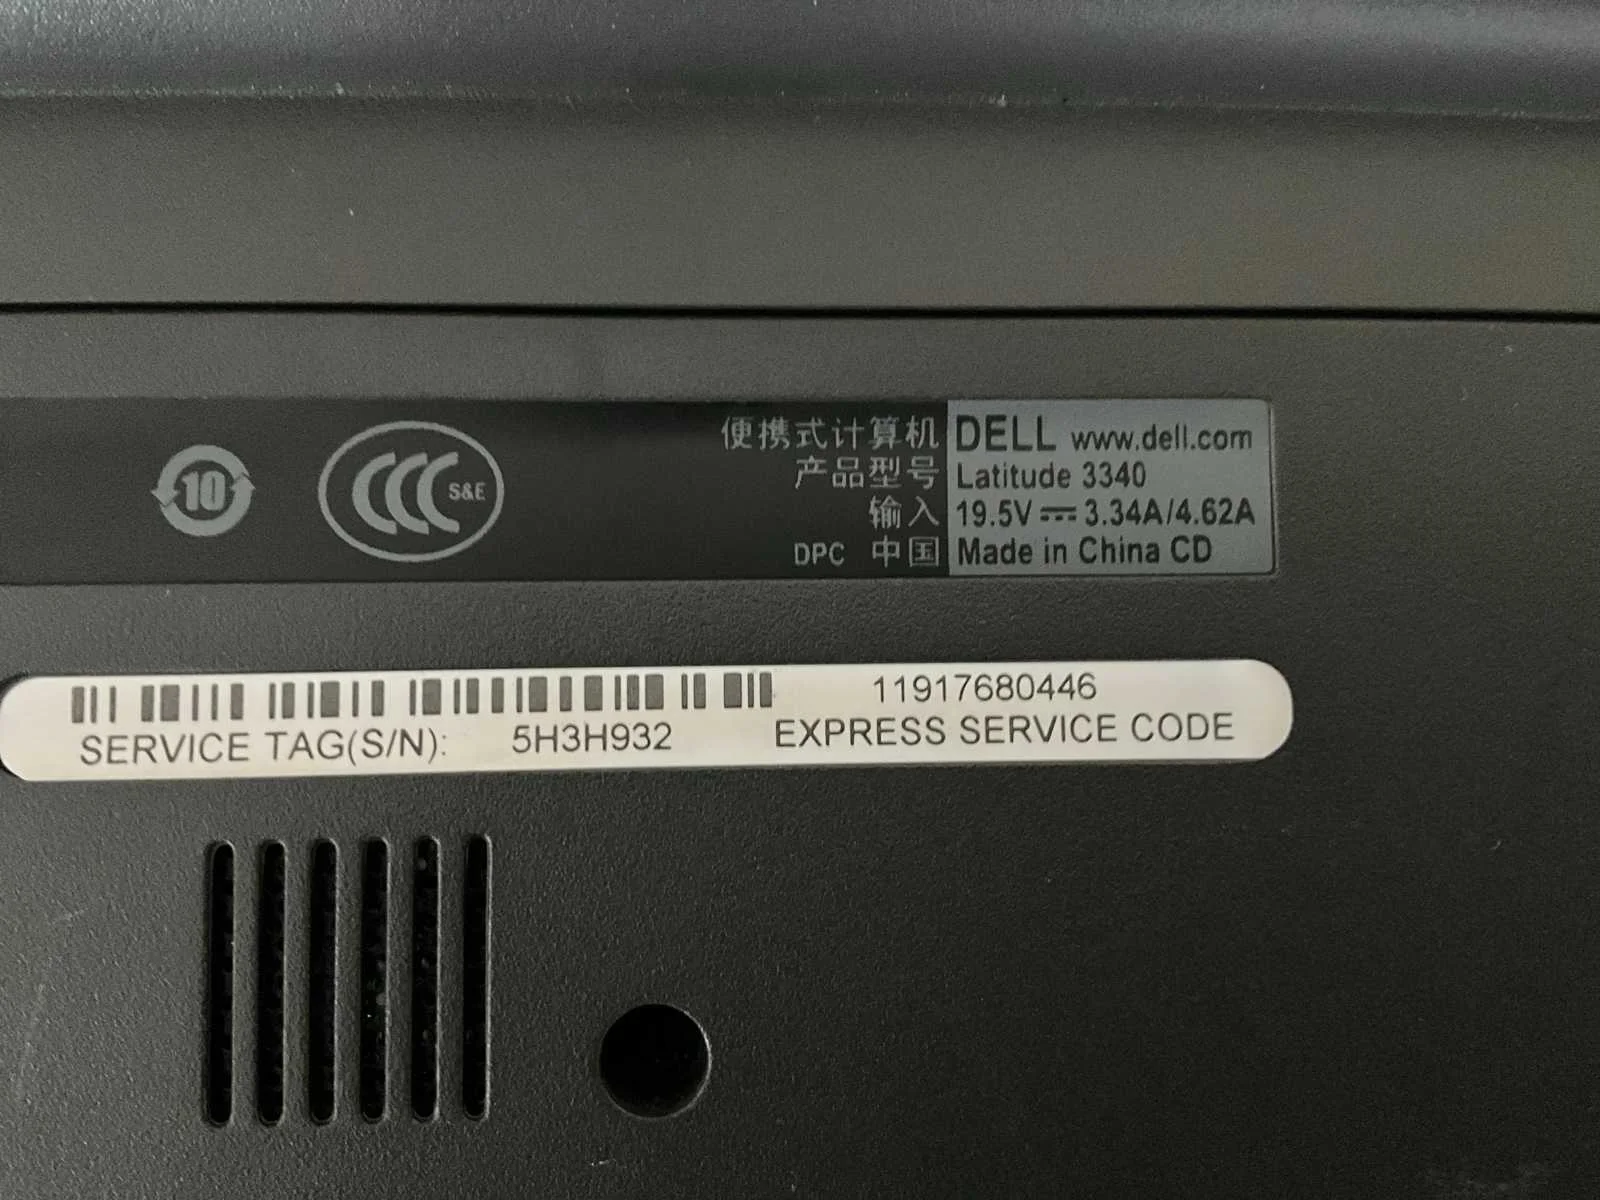 10
CCC S&E
便携式计算机 DELL www.dell.com
产品型号 Latitude 3340
输入 19.5V ⎓ 3.34A/4.62A
DPC 中国 Made in China CD
11917680446
SERVICE TAG(S/N): 5H3H932 EXPRESS SERVICE CODE